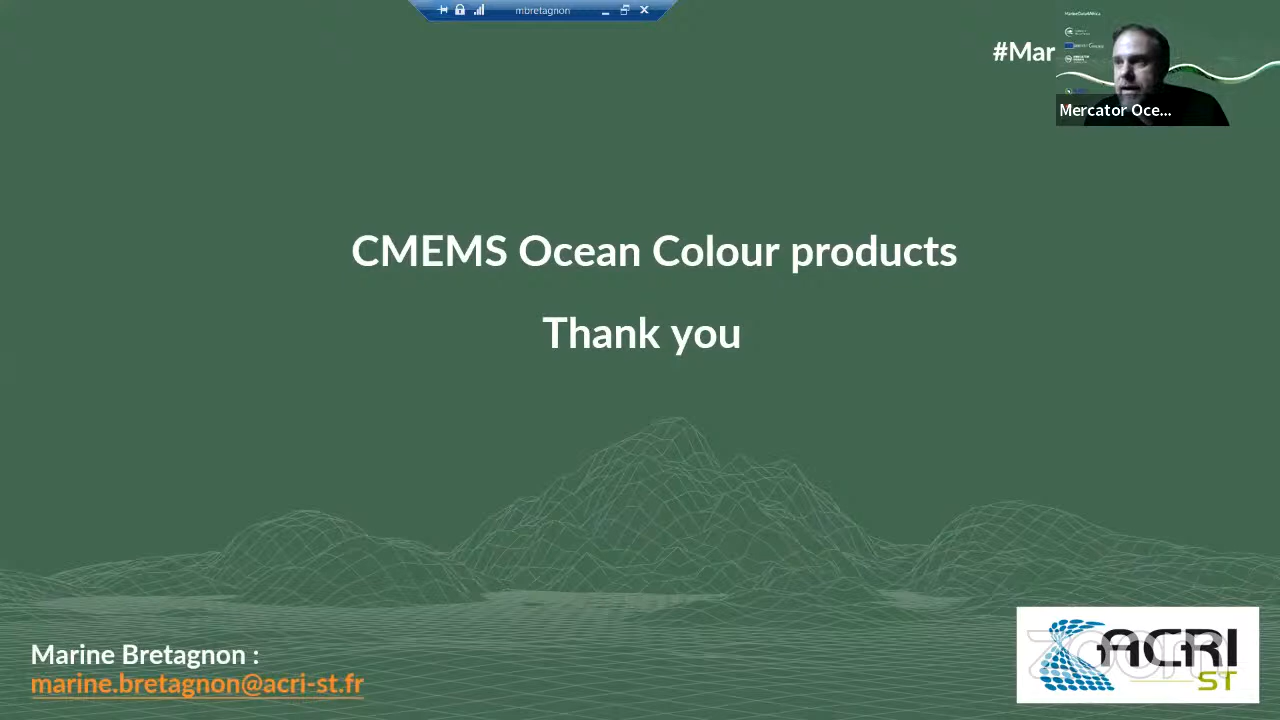 mbretagnon
#Mar
Mercator Oce...
CMEMS Ocean Colour products
Thank you
Marine Bretagnon :
marine.bretagnon@acri-st.fr
zoom
ACRI
ST